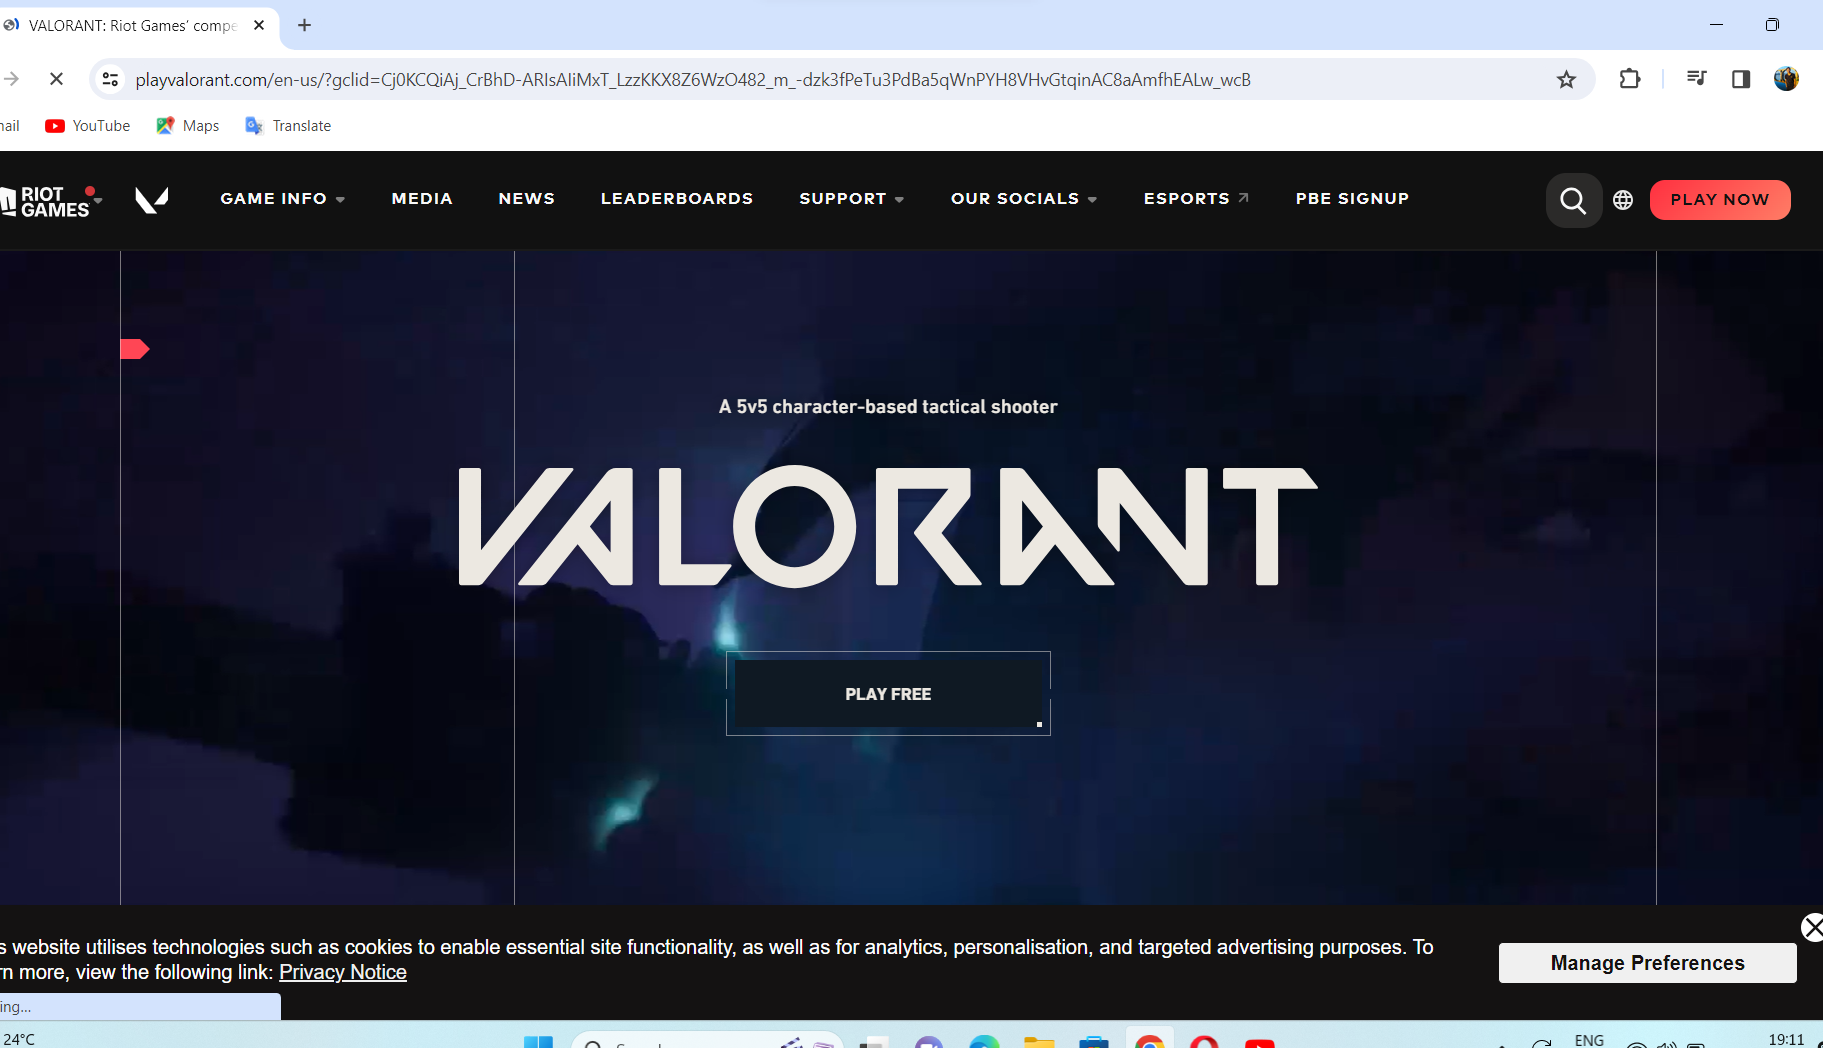 VALORANT: Riot Games' compe
playvalorant.com/en-us/?gclid=Cj0KCQiAj_CrBhD-ARIsAIiMxT_LzzKKX8Z6WzO482_m_-dzk3fPeTu3PdBa5qWnPYH8VHvGtqinAC8aAmfhEALw_wcB
YouTube Maps Translate
RIOT GAMES GAME INFO MEDIA NEWS LEADERBOARDS SUPPORT OUR SOCIALS ESPORTS PBE SIGNUP PLAY NOW
A 5v5 character-based tactical shooter
VALORANT
PLAY FREE
s website utilises technologies such as cookies to enable essential site functionality, as well as for analytics, personalisation, and targeted advertising purposes. To
rn more, view the following link: Privacy Notice
Manage Preferences
ing...
24°C
ENG
19:11